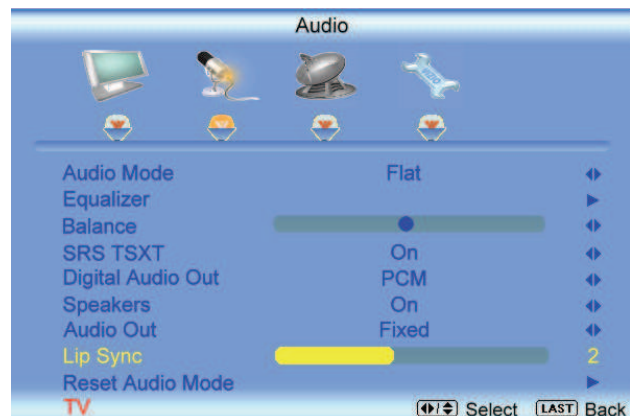 Audio
VIZIO
Audio Mode Flat
Equalizer
Balance
SRS TSXT On
Digital Audio Out PCM
Speakers On
Audio Out Fixed
Lip Sync 2
Reset Audio Mode
TV Select LAST Back